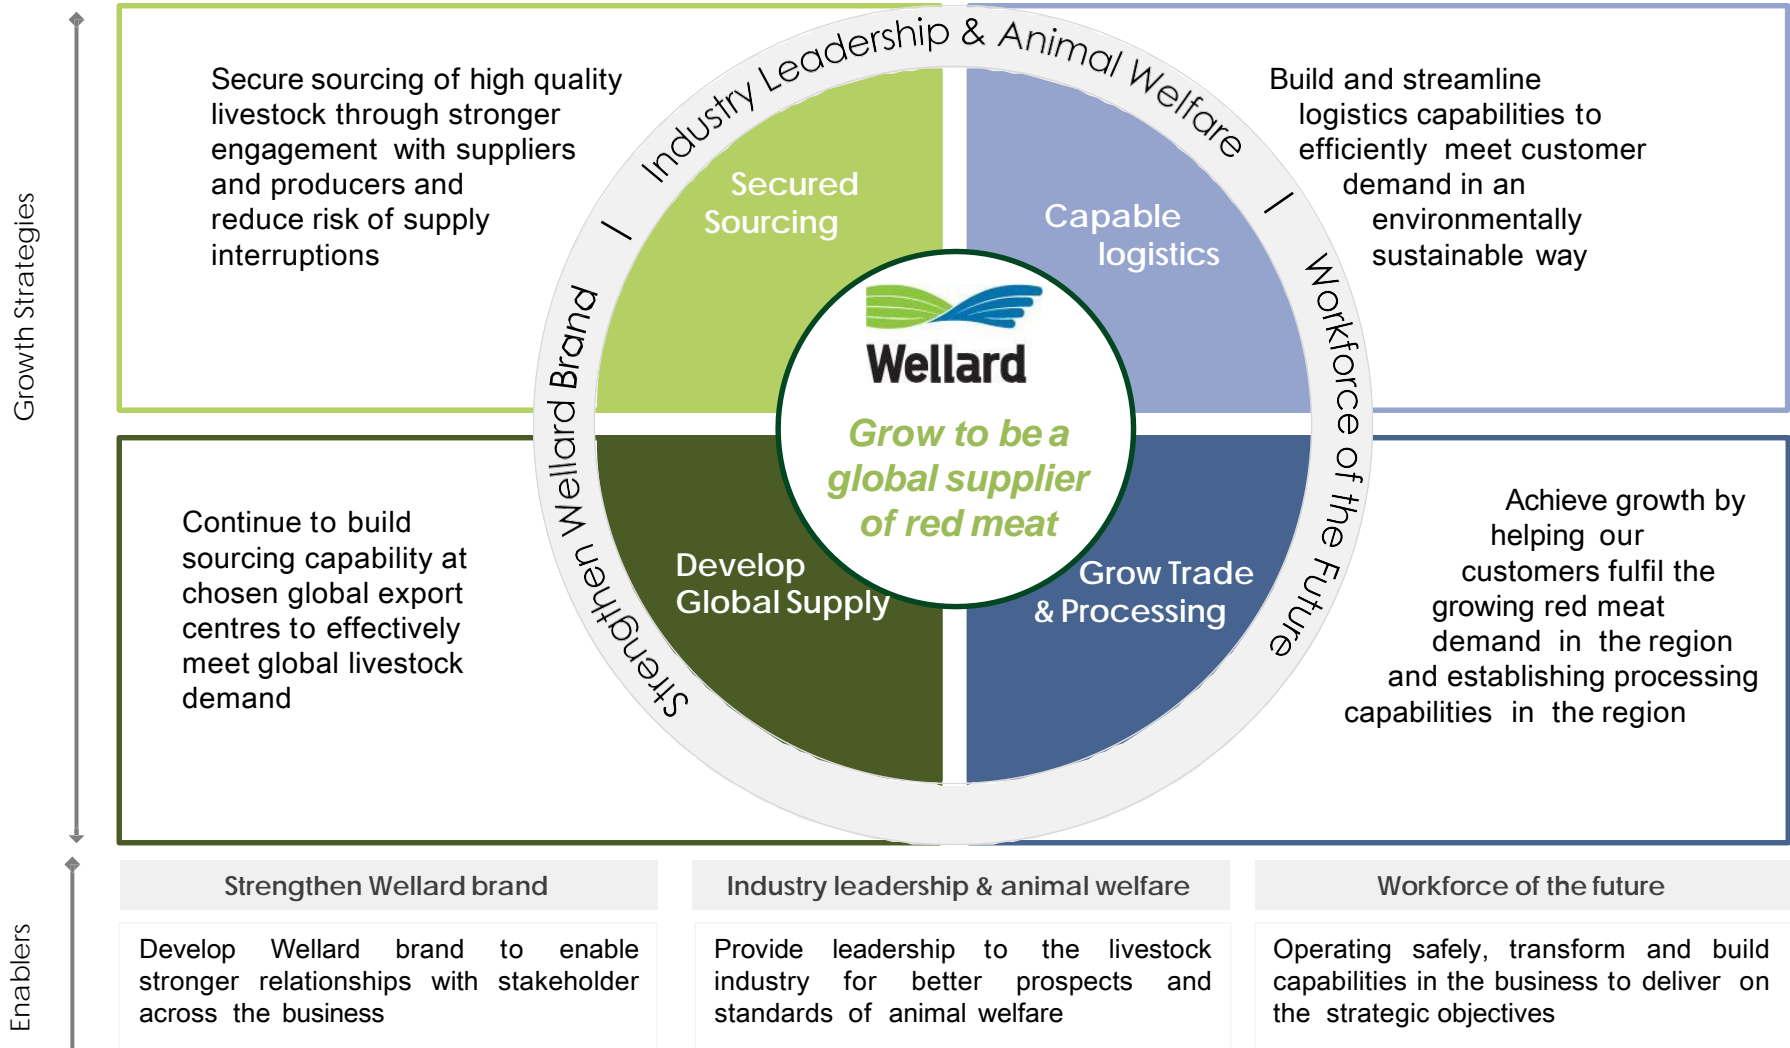 Growth Strategies
Secure sourcing of high quality
livestock through stronger
engagement with suppliers
and producers and
reduce risk of supply
interruptions
Strengthen Wellard Brand | Industry Leadership & Animal Welfare | Workforce of the Future
Secured
Sourcing
Capable
logistics
Build and streamline
logistics capabilities to
efficiently meet customer
demand in an
environmentally
sustainable way
Wellard
Grow to be a
global supplier
of red meat
Continue to build
sourcing capability at
chosen global export
centres to effectively
meet global livestock
demand
Develop
Global Supply
Grow Trade
& Processing
Achieve growth by
helping our
customers fulfil the
growing red meat
demand in the region
and establishing processing
capabilities in the region
Enablers
Strengthen Wellard brand
Develop Wellard brand to enable
stronger relationships with stakeholder
across the business
Industry leadership & animal welfare
Provide leadership to the livestock
industry for better prospects and
standards of animal welfare
Workforce of the future
Operating safely, transform and build
capabilities in the business to deliver on
the strategic objectives